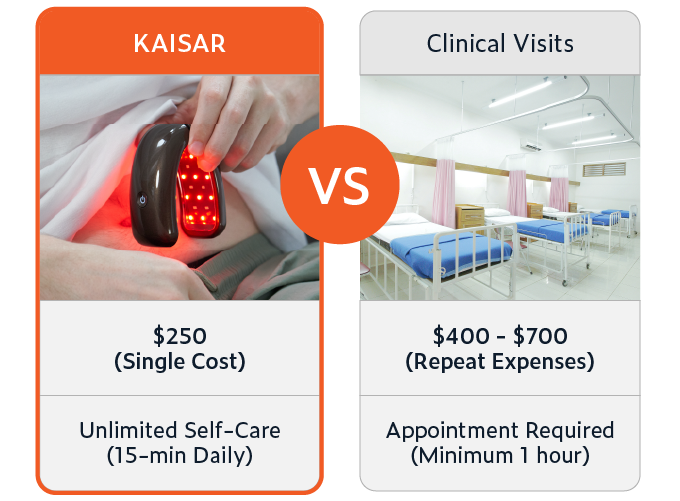 KAISAR
Clinical Visits
VS
$250
(Single Cost)
$400 - $700
(Repeat Expenses)
Unlimited Self-Care
(15-min Daily)
Appointment Required
(Minimum 1 hour)